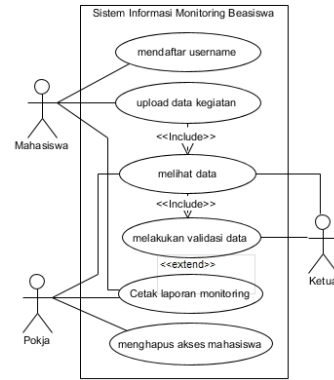 Sistem Informasi Monitoring Beasiswa
mendaftar username
upload data kegiatan
Mahasiswa
<<Include>>
melihat data
<<Include>>
melakukan validasi data
<<extend>>
Ketua
Cetak laporan monitoring
Pokja
menghapus akses mahasiswa